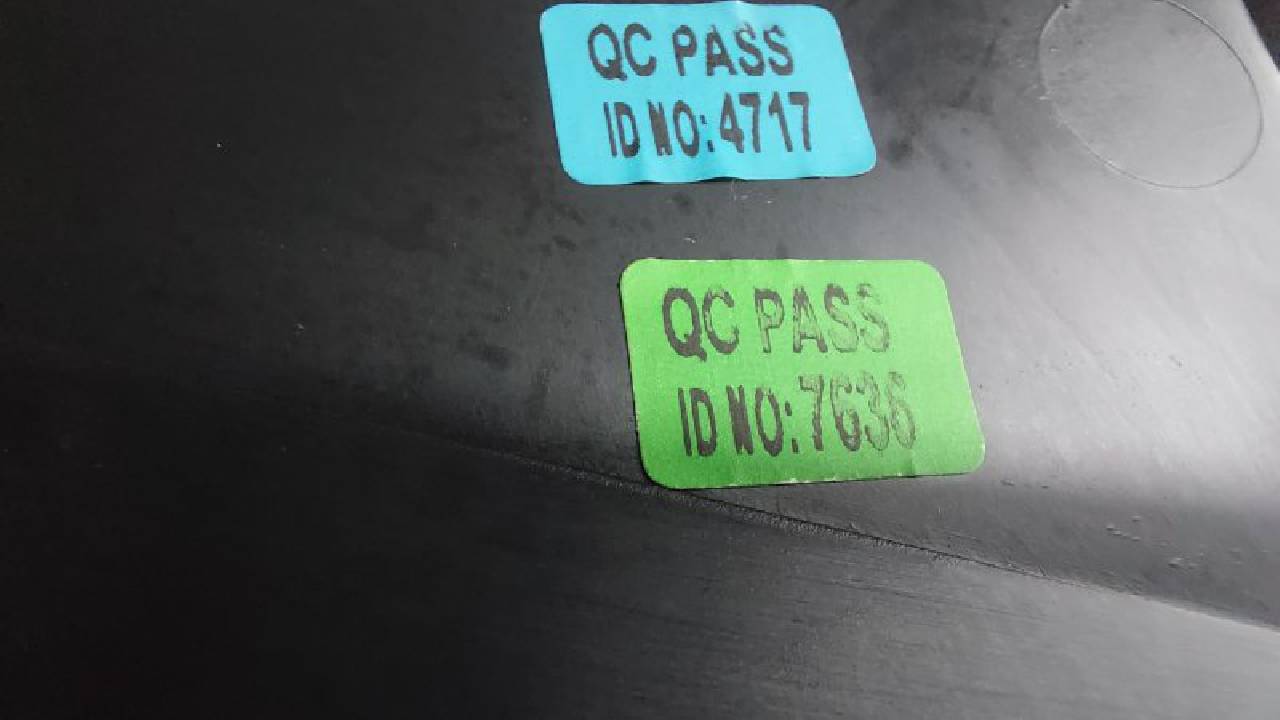 QC PASS
ID NO:4717
QC PASS
ID NO:7636